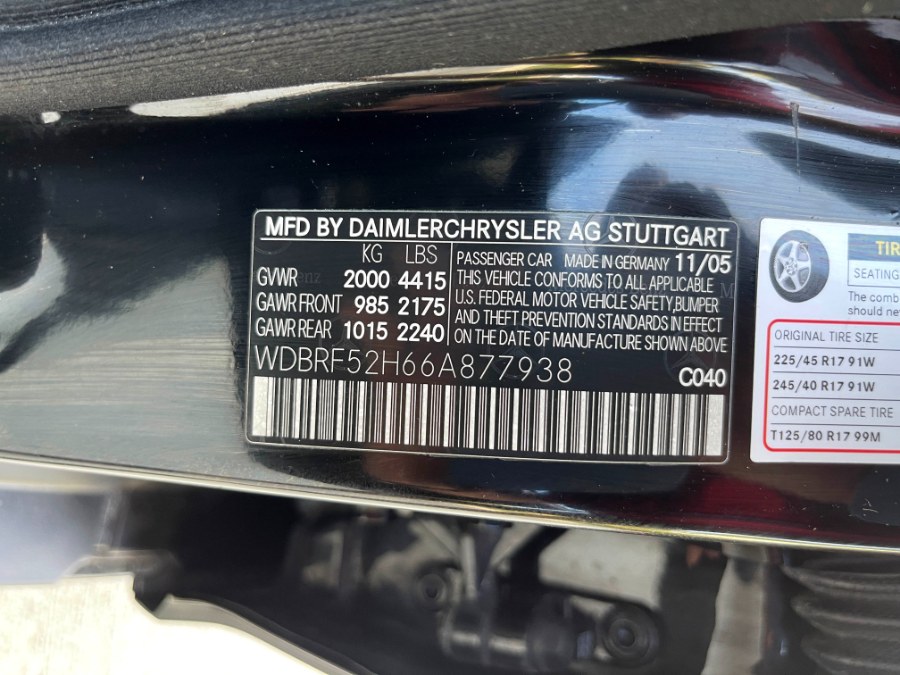 MFD BY DAIMLERCHRYSLER AG STUTTGART
KG LBS
GVWR 2000 4415
GAWR FRONT 985 2175
GAWR REAR 1015 2240
PASSENGER CAR MADE IN GERMANY 11/05
THIS VEHICLE CONFORMS TO ALL APPLICABLE
U.S. FEDERAL MOTOR VEHICLE SAFETY, BUMPER
AND THEFT PREVENTION STANDARDS IN EFFECT
ON THE DATE OF MANUFACTURE SHOWN ABOVE
WDBRF52H66A877938
C040
TIR
SEATING
The comb
should nev
ORIGINAL TIRE SIZE
225/45 R17 91W
245/40 R17 91W
COMPACT SPARE TIRE
T125/80 R17 99M